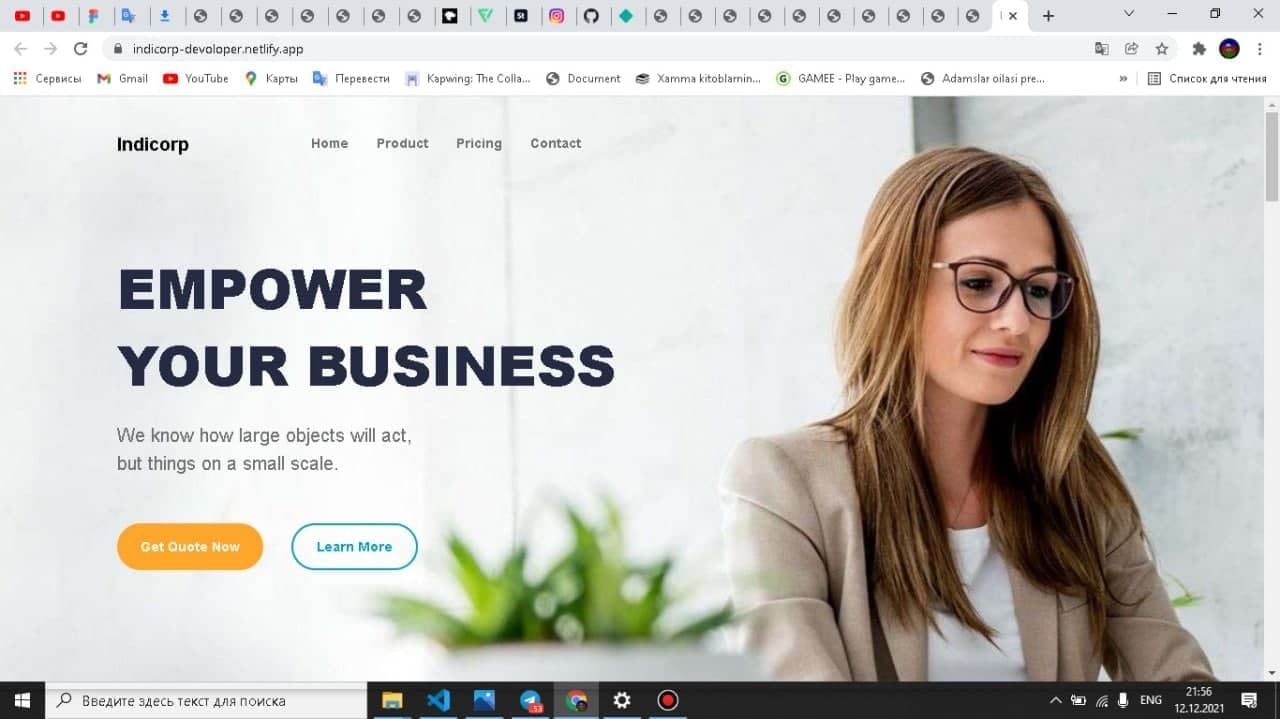 St
indicorp-devoloper.netlify.app
Сервисы Gmail YouTube Карты Перевести Kapwing: The Colla... Document Xamma kitoblarnin... G GAMEE - Play game... Adamslar oilasi pre... » Список для чтения
Indicorp Home Product Pricing Contact
EMPOWER
YOUR BUSINESS
We know how large objects will act,
but things on a small scale.
Get Quote Now Learn More
Введите здесь текст для поиска
53
ENG
21:56
12.12.2021